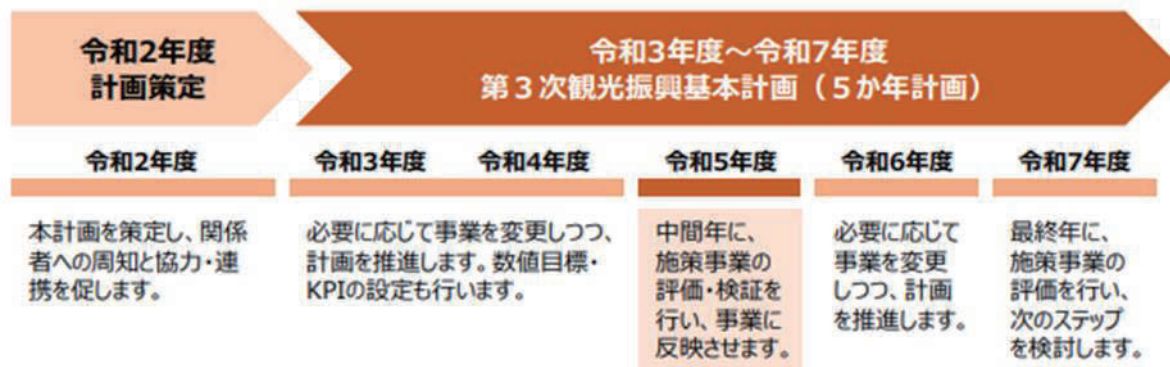 令和2年度
計画策定
令和3年度～令和7年度
第３次観光振興基本計画（５か年計画）
令和2年度
本計画を策定し、関係
者への周知と協力・連
携を促します。
令和3年度 令和4年度
必要に応じて事業を変更しつつ、
計画を推進します。数値目標・
KPIの設定も行います。
令和5年度
中間年に、
施策事業の
評価・検証を
行い、事業に
反映させます。
令和6年度
必要に応じて
事業を変更
しつつ、計画
を推進します。
令和7年度
最終年に、
施策事業の
評価を行い、
次のステップ
を検討します。